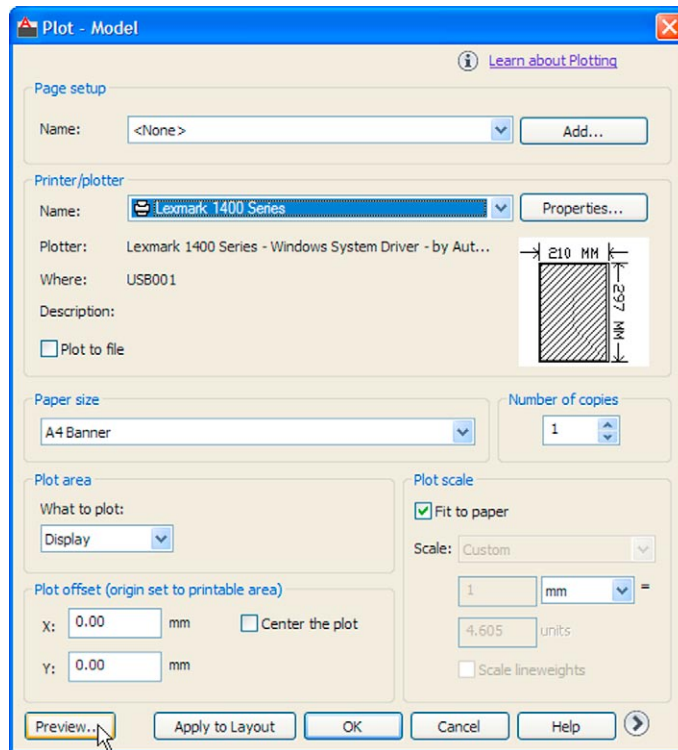 Plot - Model
Learn about Plotting
Page setup
Name: <None> Add...
Printer/plotter
Name: Lexmark 1400 Series Properties...
Plotter: Lexmark 1400 Series - Windows System Driver - by Aut...
Where: USB001
Description:
Plot to file
210 MM
297 MM
Paper size
A4 Banner
Number of copies
1
Plot area
What to plot:
Display
Plot scale
Fit to paper
Scale: Custom
1 mm =
4.605 units
Scale lineweights
Plot offset (origin set to printable area)
X: 0.00 mm Center the plot
Y: 0.00 mm
Preview... Apply to Layout OK Cancel Help